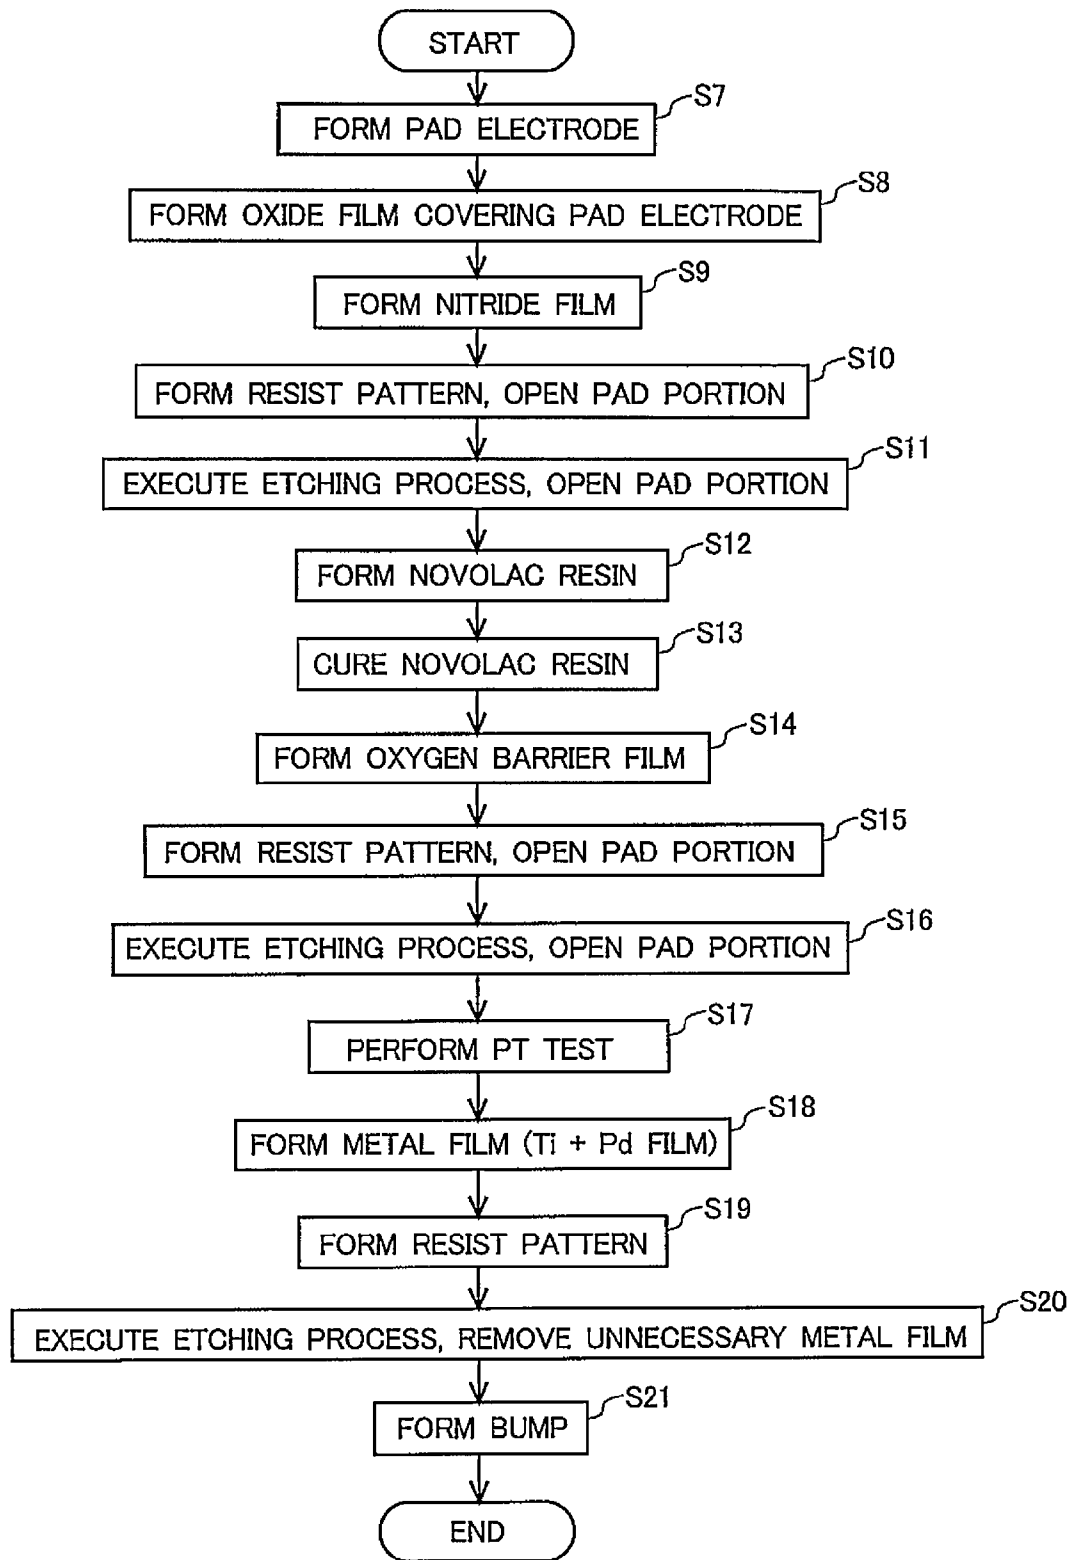 START
S7
FORM PAD ELECTRODE
S8
FORM OXIDE FILM COVERING PAD ELECTRODE
S9
FORM NITRIDE FILM
S10
FORM RESIST PATTERN, OPEN PAD PORTION
S11
EXECUTE ETCHING PROCESS, OPEN PAD PORTION
S12
FORM NOVOLAC RESIN
S13
CURE NOVOLAC RESIN
S14
FORM OXYGEN BARRIER FILM
S15
FORM RESIST PATTERN, OPEN PAD PORTION
S16
EXECUTE ETCHING PROCESS, OPEN PAD PORTION
S17
PERFORM PT TEST
S18
FORM METAL FILM (Ti + Pd FILM)
S19
FORM RESIST PATTERN
S20
EXECUTE ETCHING PROCESS, REMOVE UNNECESSARY METAL FILM
S21
FORM BUMP
END